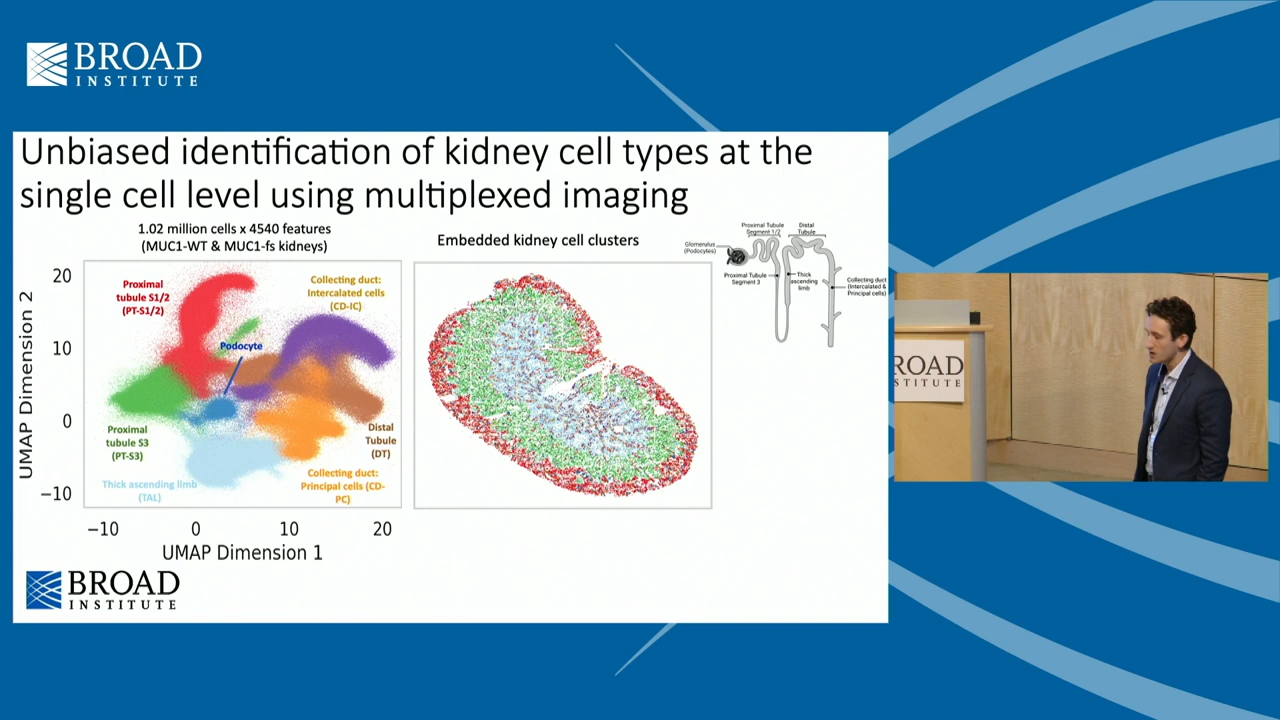 BROAD
INSTITUTE
Unbiased identification of kidney cell types at the
single cell level using multiplexed imaging
1.02 million cells x 4540 features
(MUC1-WT & MUC1-fs kidneys)
Embedded kidney cell clusters
UMAP Dimension 2
20
10
0
−10
Proximal
tubule S1/2
(PT-S1/2)
Collecting duct:
Intercalated cells
(CD-IC)
Podocyte
Proximal
tubule S3
(PT-S3)
Distal
Tubule
(DT)
Thick ascending limb
(TAL)
Collecting duct:
Principal cells (CD-
PC)
−10
0
10
20
UMAP Dimension 1
Proximal Tubule
Segment 1/2
Distal
Tubule
Glomerulus
(Podocytes)
Proximal Tubule
Segment 3
Thick
ascending
limb
Collecting duct
(Intercalated &
Principal cells)
BROAD
INSTITUTE
ROAD
STITUTE